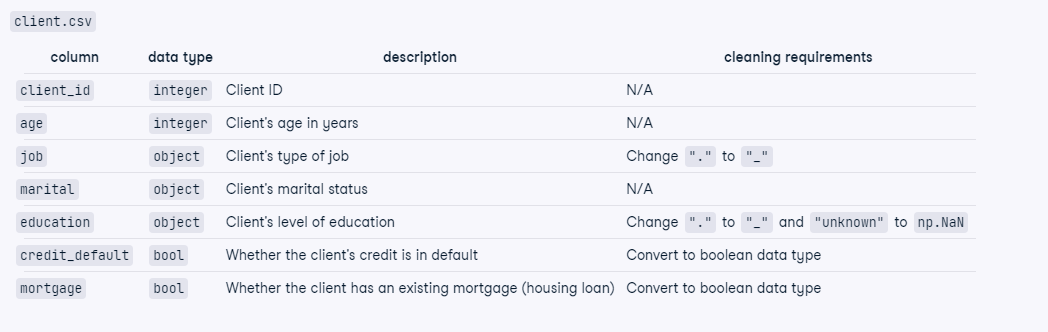 client.csv
column data type description cleaning requirements
client_id integer Client ID N/A
age integer Client's age in years N/A
job object Client's type of job Change "." to "_"
marital object Client's marital status N/A
education object Client's level of education Change "." to "_" and "unknown" to np.NaN
credit_default bool Whether the client's credit is in default Convert to boolean data type
mortgage bool Whether the client has an existing mortgage (housing loan) Convert to boolean data type